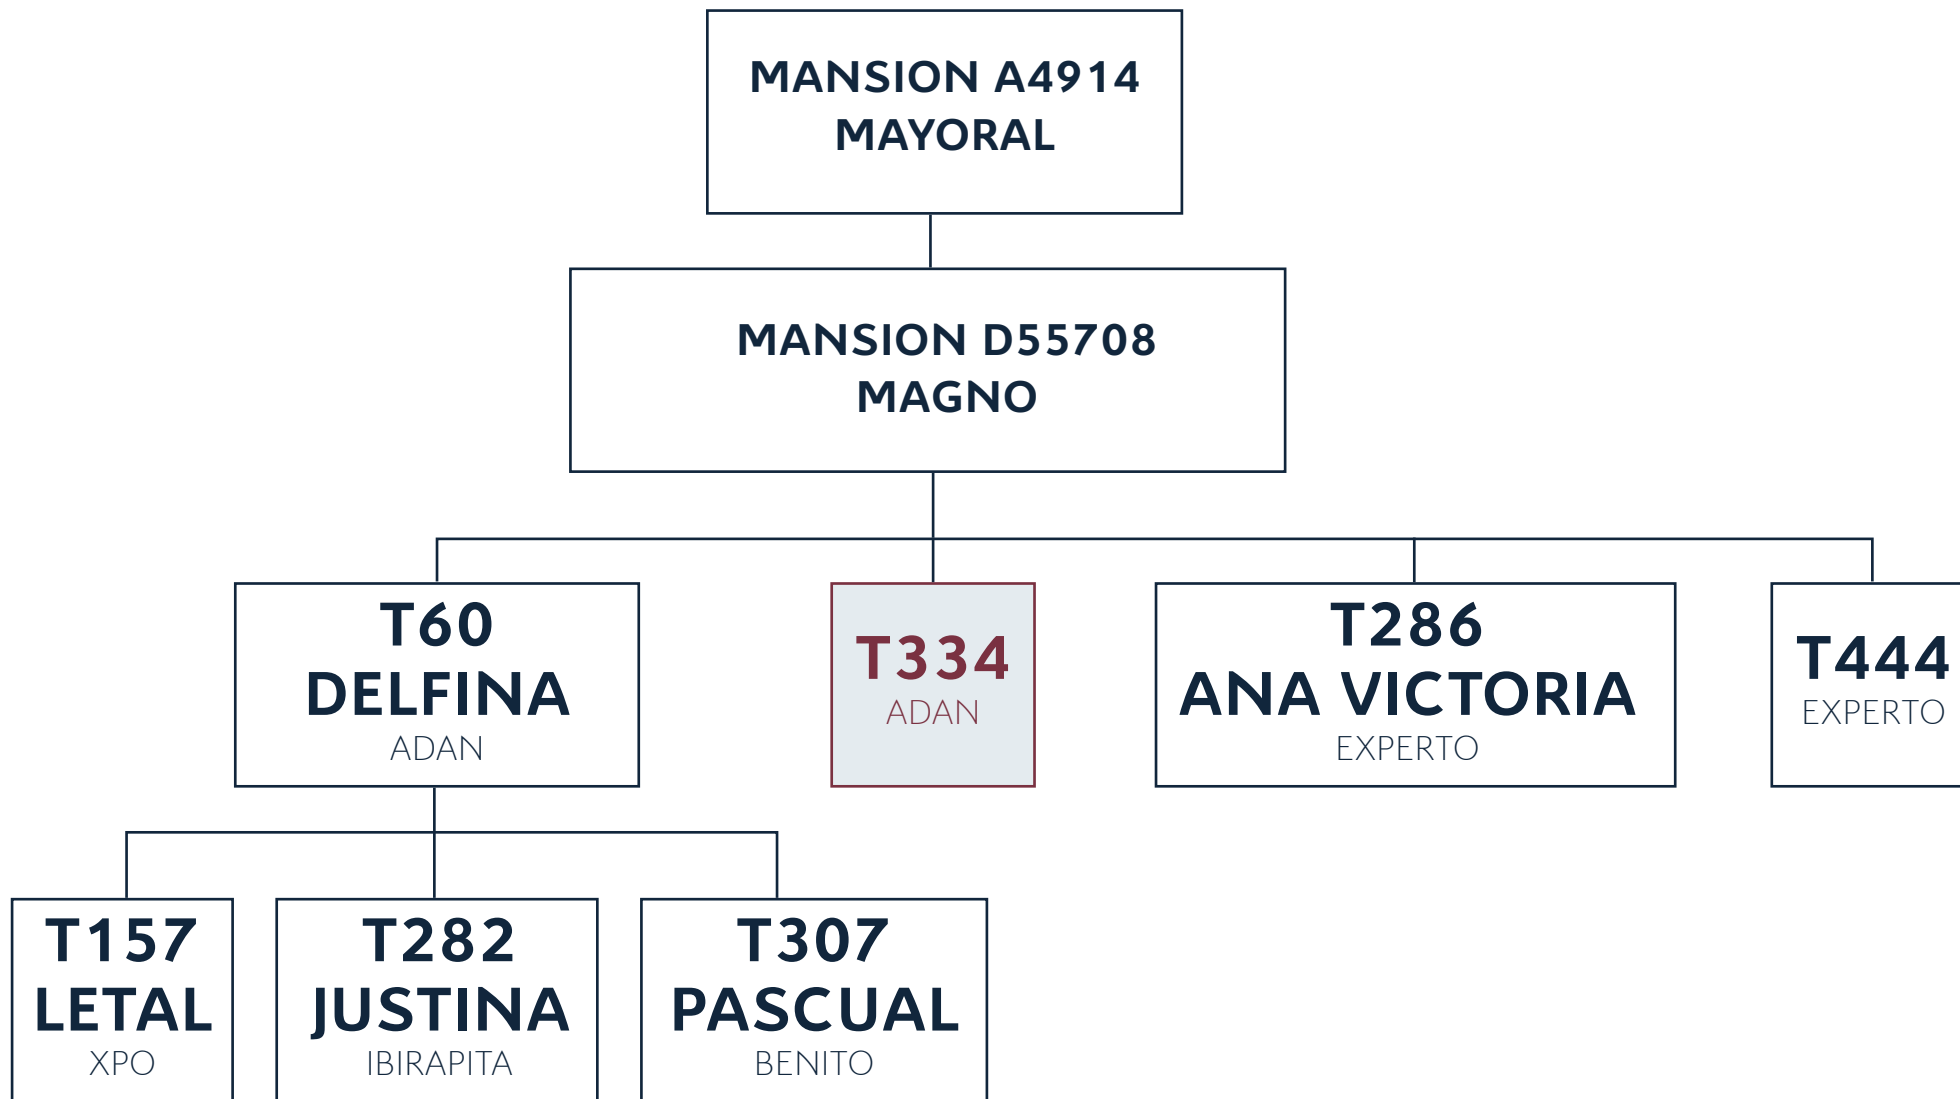 MANSION A4914
MAYORAL
MANSION D55708
MAGNO
T60
DELFINA
ADAN
T334
ADAN
T286
ANA VICTORIA
EXPERTO
T444
EXPERTO
T157
LETAL
XPO
T282
JUSTINA
IBIRAPITA
T307
PASCUAL
BENITO